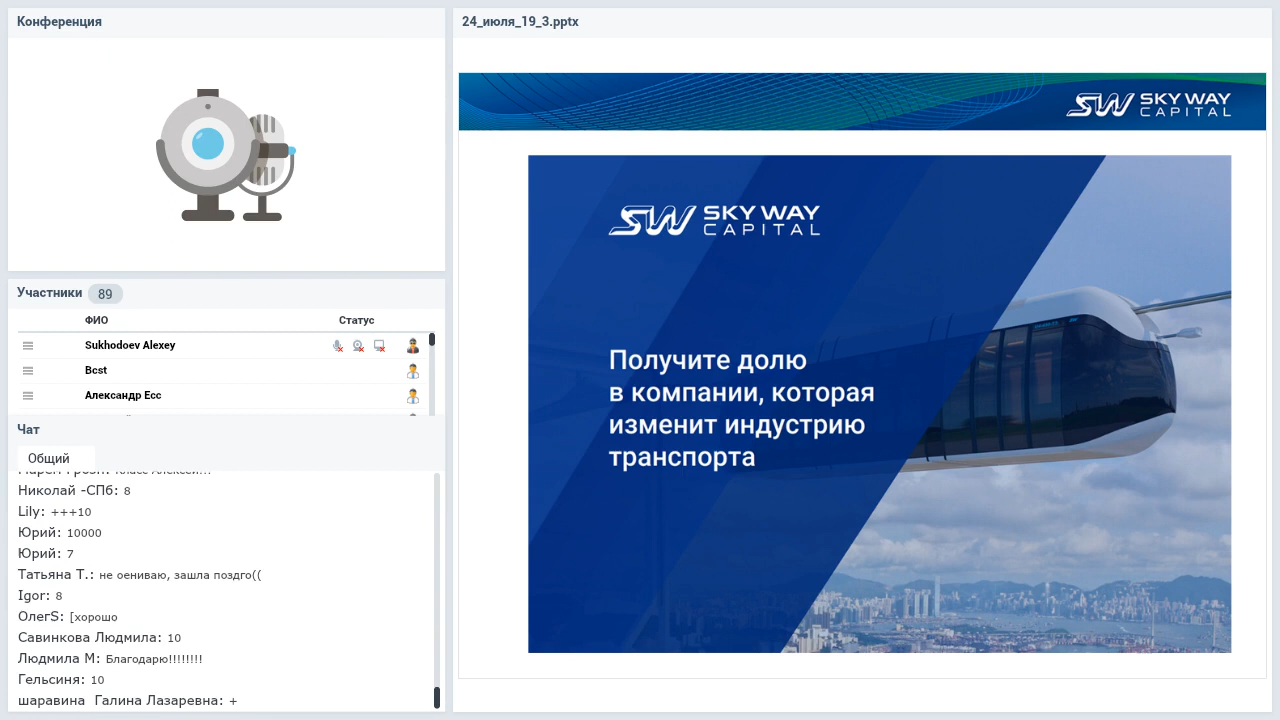 Конференция
Участники 89
ФИО Статус
Sukhodoev Alexey
Bcst
Александр Есс
Чат
Общий
Николай -СПб: 8
Lily: +++10
Юрий: 10000
Юрий: 7
Татьяна Т.: не оениваю, зашла поздго((
Igor: 8
ОлегS: [хорошо
Савинкова Людмила: 10
Людмила М: Благодарю!!!!!!!!
Гельсиня: 10
шаравина Галина Лазаревна: +
24_июля_19_3.pptx
SW SKY WAY
CAPITAL
SW SKY WAY
CAPITAL
Получите долю
в компании, которая
изменит индустрию
транспорта